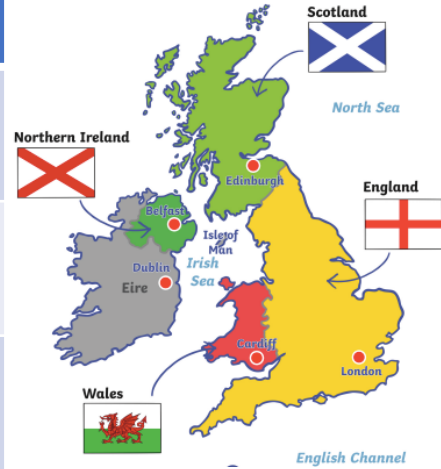 Scotland
North Sea
Northern Ireland
Edinburgh
England
Belfast
Isle of
Man
Irish
Sea
Dublin
Eire
Cardiff
London
Wales
English Channel